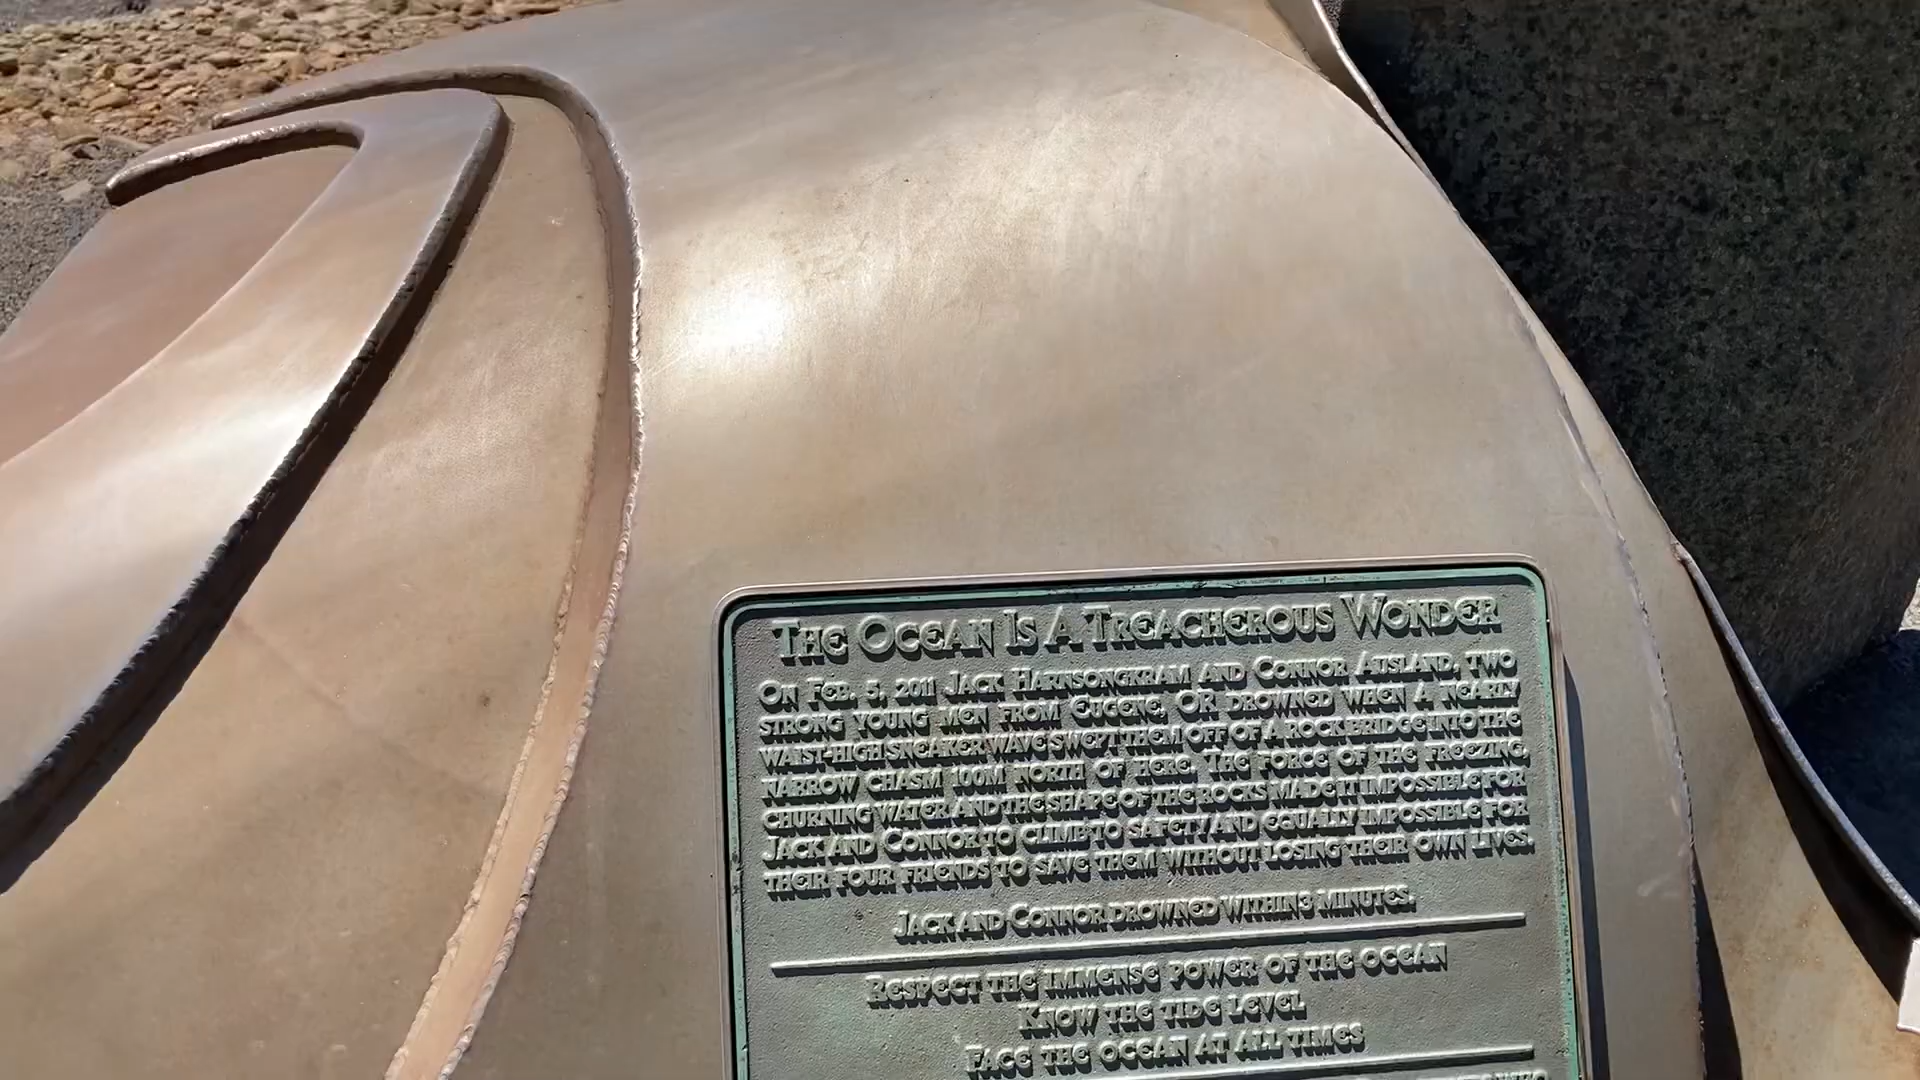 The Ocean Is A Treacherous Wonder
On Feb. 5, 2011 Jack Harnsongkram and Connor Ausland, two
strong young men from Eugene, OR drowned when a nearly
waist-high sneaker wave swept them off of a rock bridge into the
narrow chasm 100m north of here. The force of the freezing,
churning water and the shape of the rocks made it impossible for
Jack and Connor to climb to safety and equally impossible for
their four friends to save them without losing their own lives.
Jack and Connor drowned within 3 minutes.
Respect the immense power of the ocean
Know the tide level
Face the ocean at all times